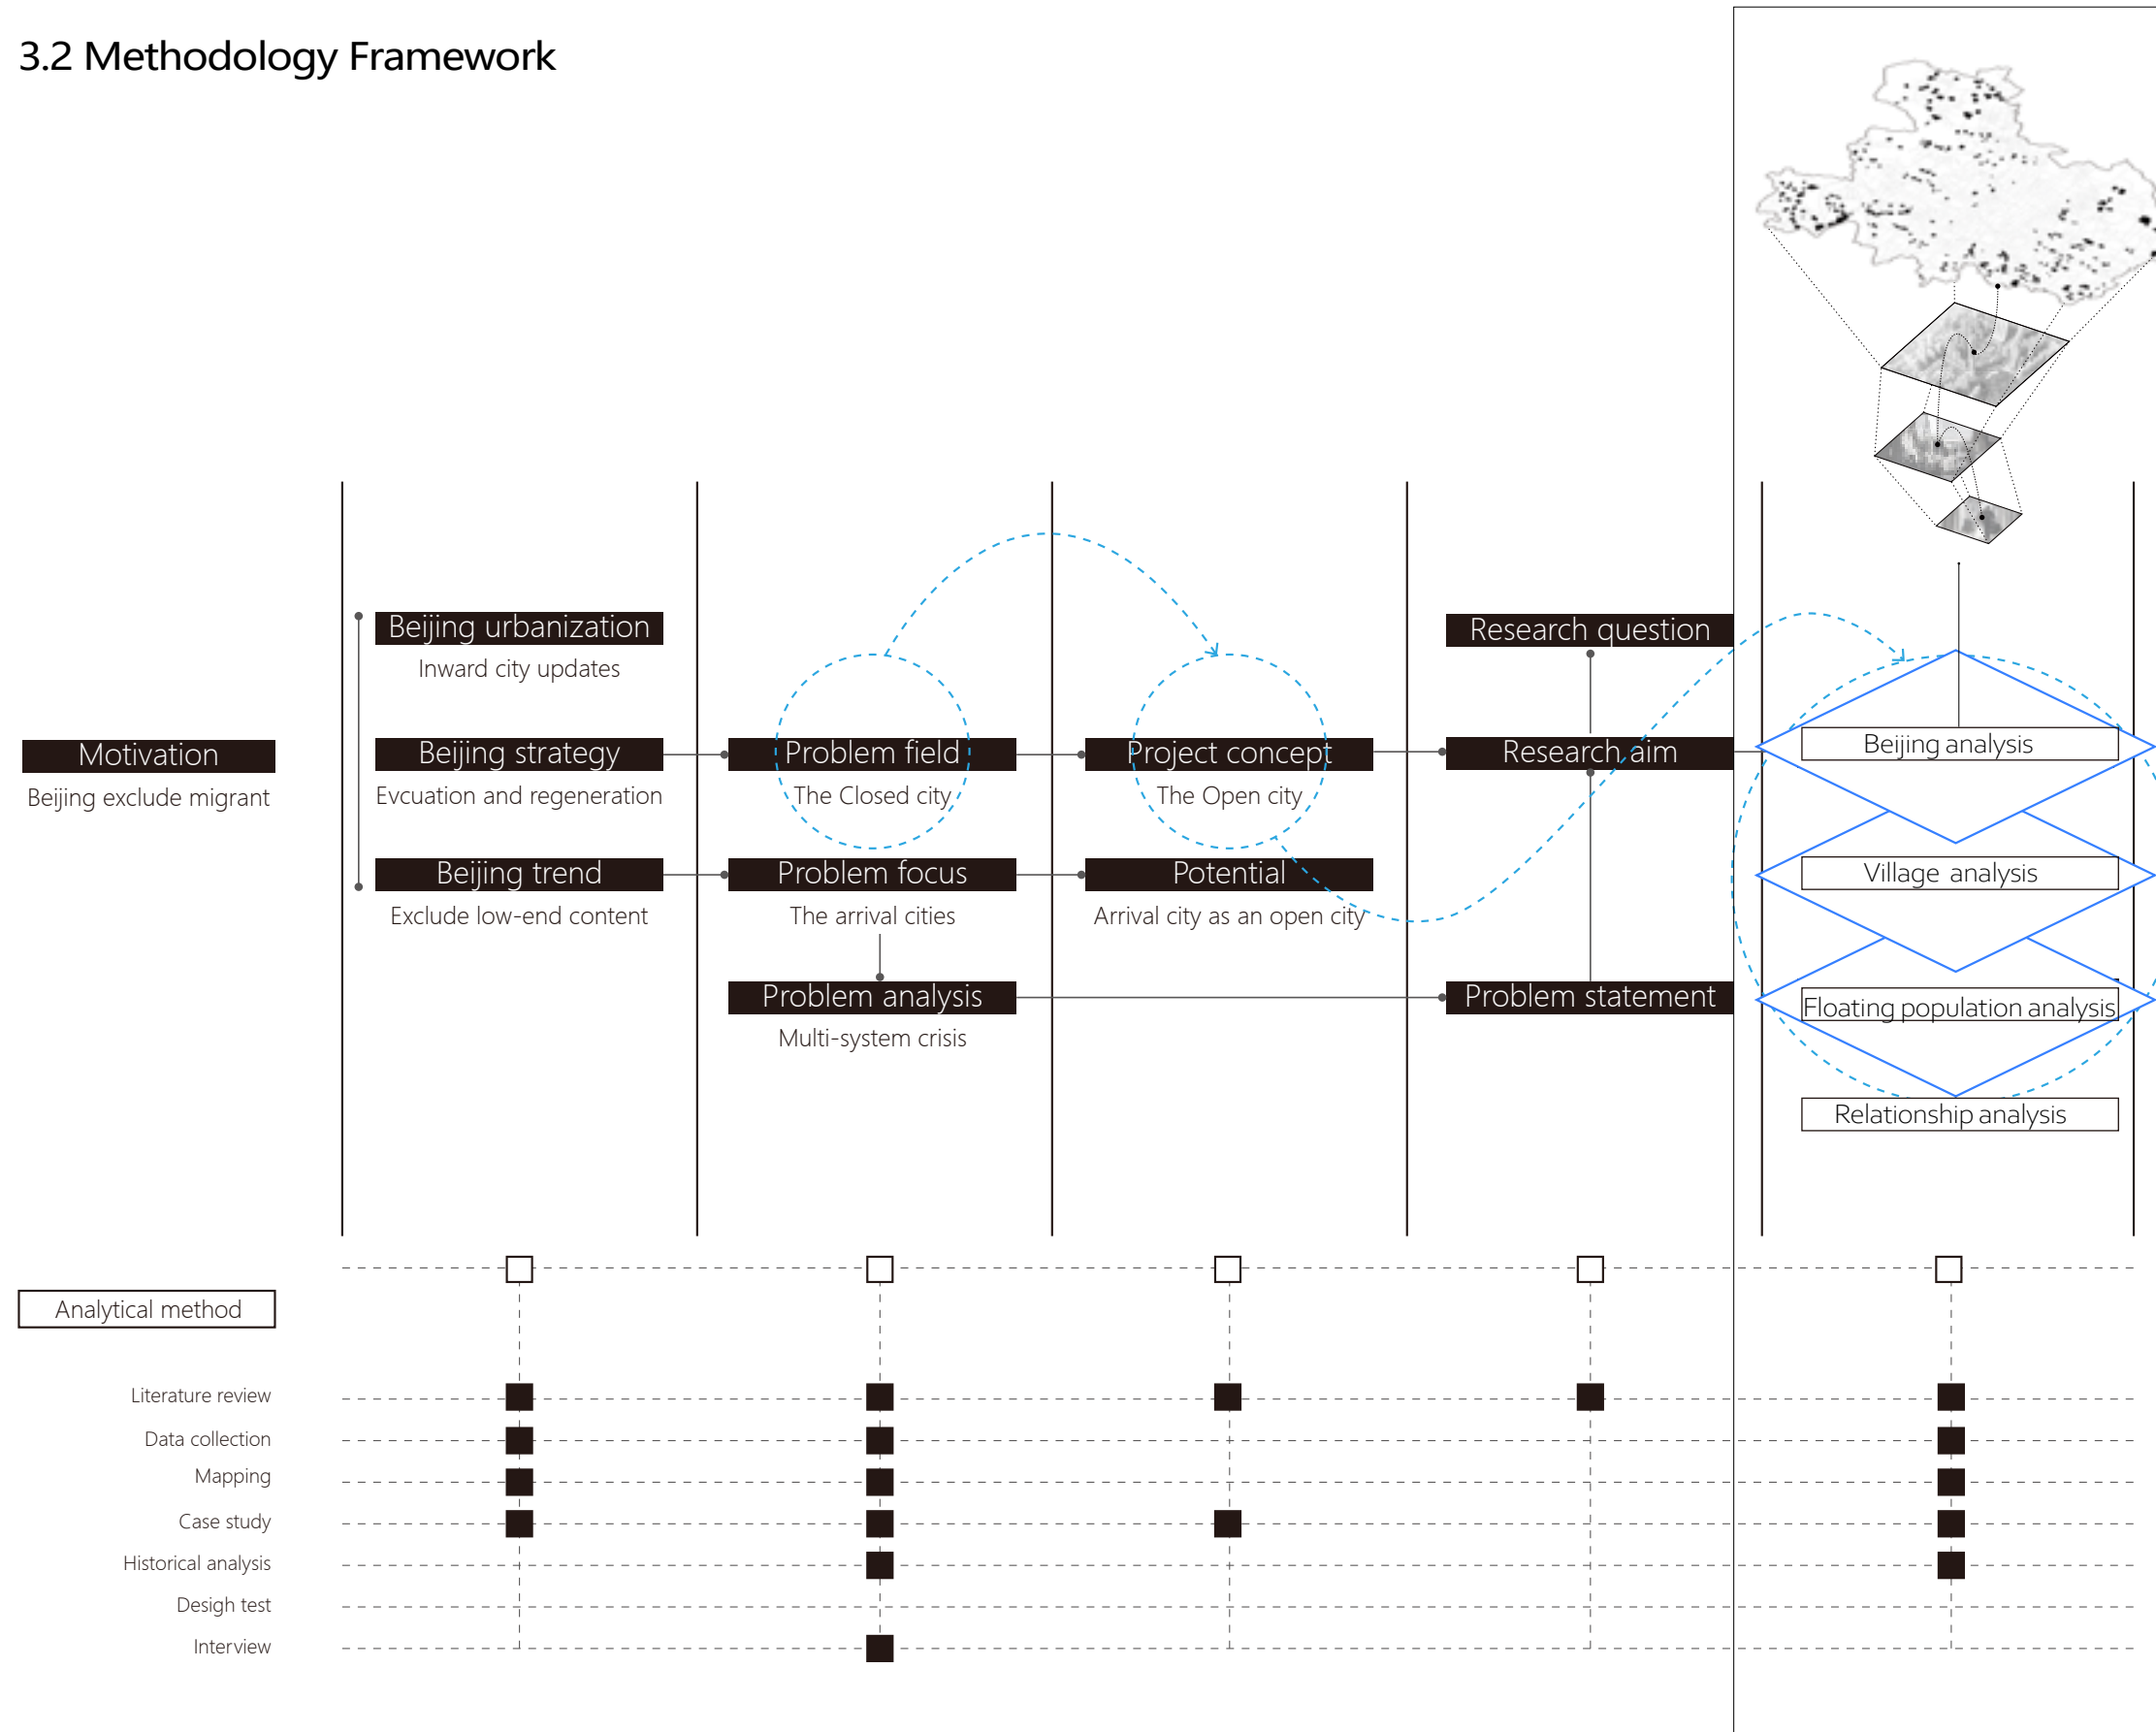 3.2 Methodology Framework
Motivation
Beijing exclude migrant
Beijing urbanization
Inward city updates
Beijing strategy
Evcuation and regeneration
Beijing trend
Exclude low-end content
Problem field
The Closed city
Problem focus
The arrival cities
Problem analysis
Multi-system crisis
Project concept
The Open city
Potential
Arrival city as an open city
Research question
Research aim
Problem statement
Beijing analysis
Village analysis
Floating population analysis
Relationship analysis
Analytical method
Literature review
Data collection
Mapping
Case study
Historical analysis
Desigh test
Interview